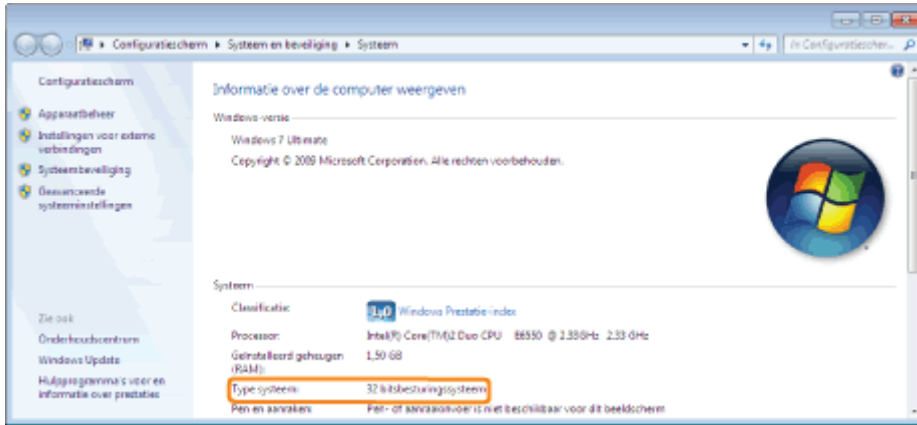 Configuratiescherm ▸ Systeem en beveiliging ▸ Systeem
In Configuratiescher...
Configuratiescherm
Apparaatbeheer
Instellingen voor externe
verbindingen
Systeembeveiliging
Geavanceerde
systeeminstellingen
Zie ook
Onderhoudscentrum
Windows Update
Hulpprogramma's voor en
informatie over prestaties
Informatie over de computer weergeven
Windows-versie
Windows 7 Ultimate
Copyright © 2009 Microsoft Corporation. Alle rechten voorbehouden.
Systeem
Classificatie:
1,0 Windows Prestatie-index
Processor: Intel(R) Core(TM)2 Duo CPU E6550 @ 2.33GHz 2.33 GHz
Geïnstalleerd geheugen 1,50 GB
(RAM):
Type systeem: 32 bitsbesturingssysteem
Pen en aanraken: Pen- of aanraakinvoer is niet beschikbaar voor dit beeldscherm